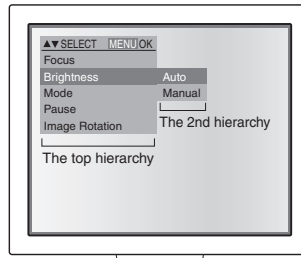 ▲▼SELECT MENU OK
Focus
Brightness Auto
Mode Manual
Pause
Image Rotation
The 2nd hierarchy
The top hierarchy